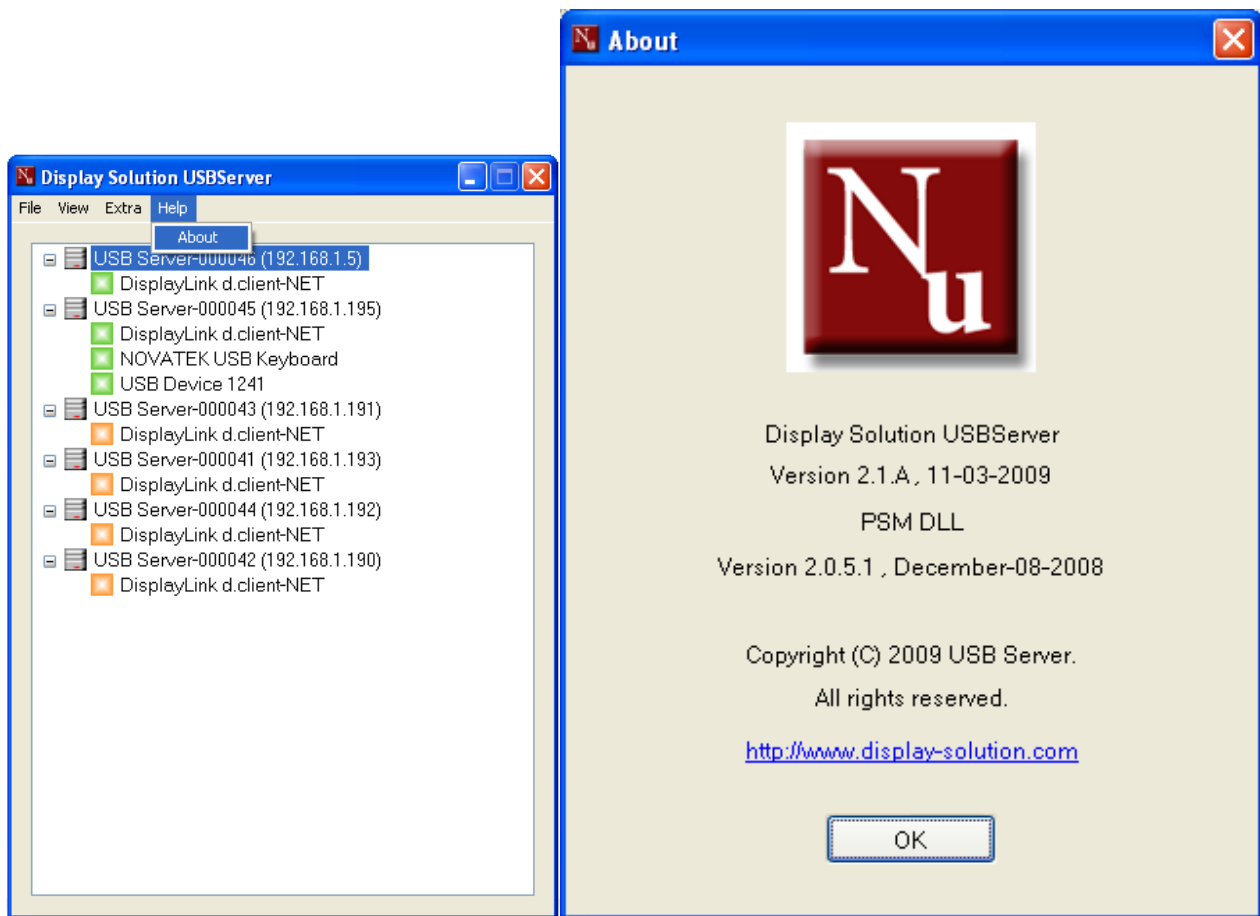 Display Solution USBServer
File View Extra Help
About
USB Server-000046 (192.168.1.5)
DisplayLink d.client-NET
USB Server-000045 (192.168.1.195)
DisplayLink d.client-NET
NOVATEK USB Keyboard
USB Device 1241
USB Server-000043 (192.168.1.191)
DisplayLink d.client-NET
USB Server-000041 (192.168.1.193)
DisplayLink d.client-NET
USB Server-000044 (192.168.1.192)
DisplayLink d.client-NET
USB Server-000042 (192.168.1.190)
DisplayLink d.client-NET
About
Nu
Display Solution USBServer
Version 2.1.A , 11-03-2009
PSM DLL
Version 2.0.5.1 , December-08-2008
Copyright (C) 2009 USB Server.
All rights reserved.
http://www.display-solution.com
OK